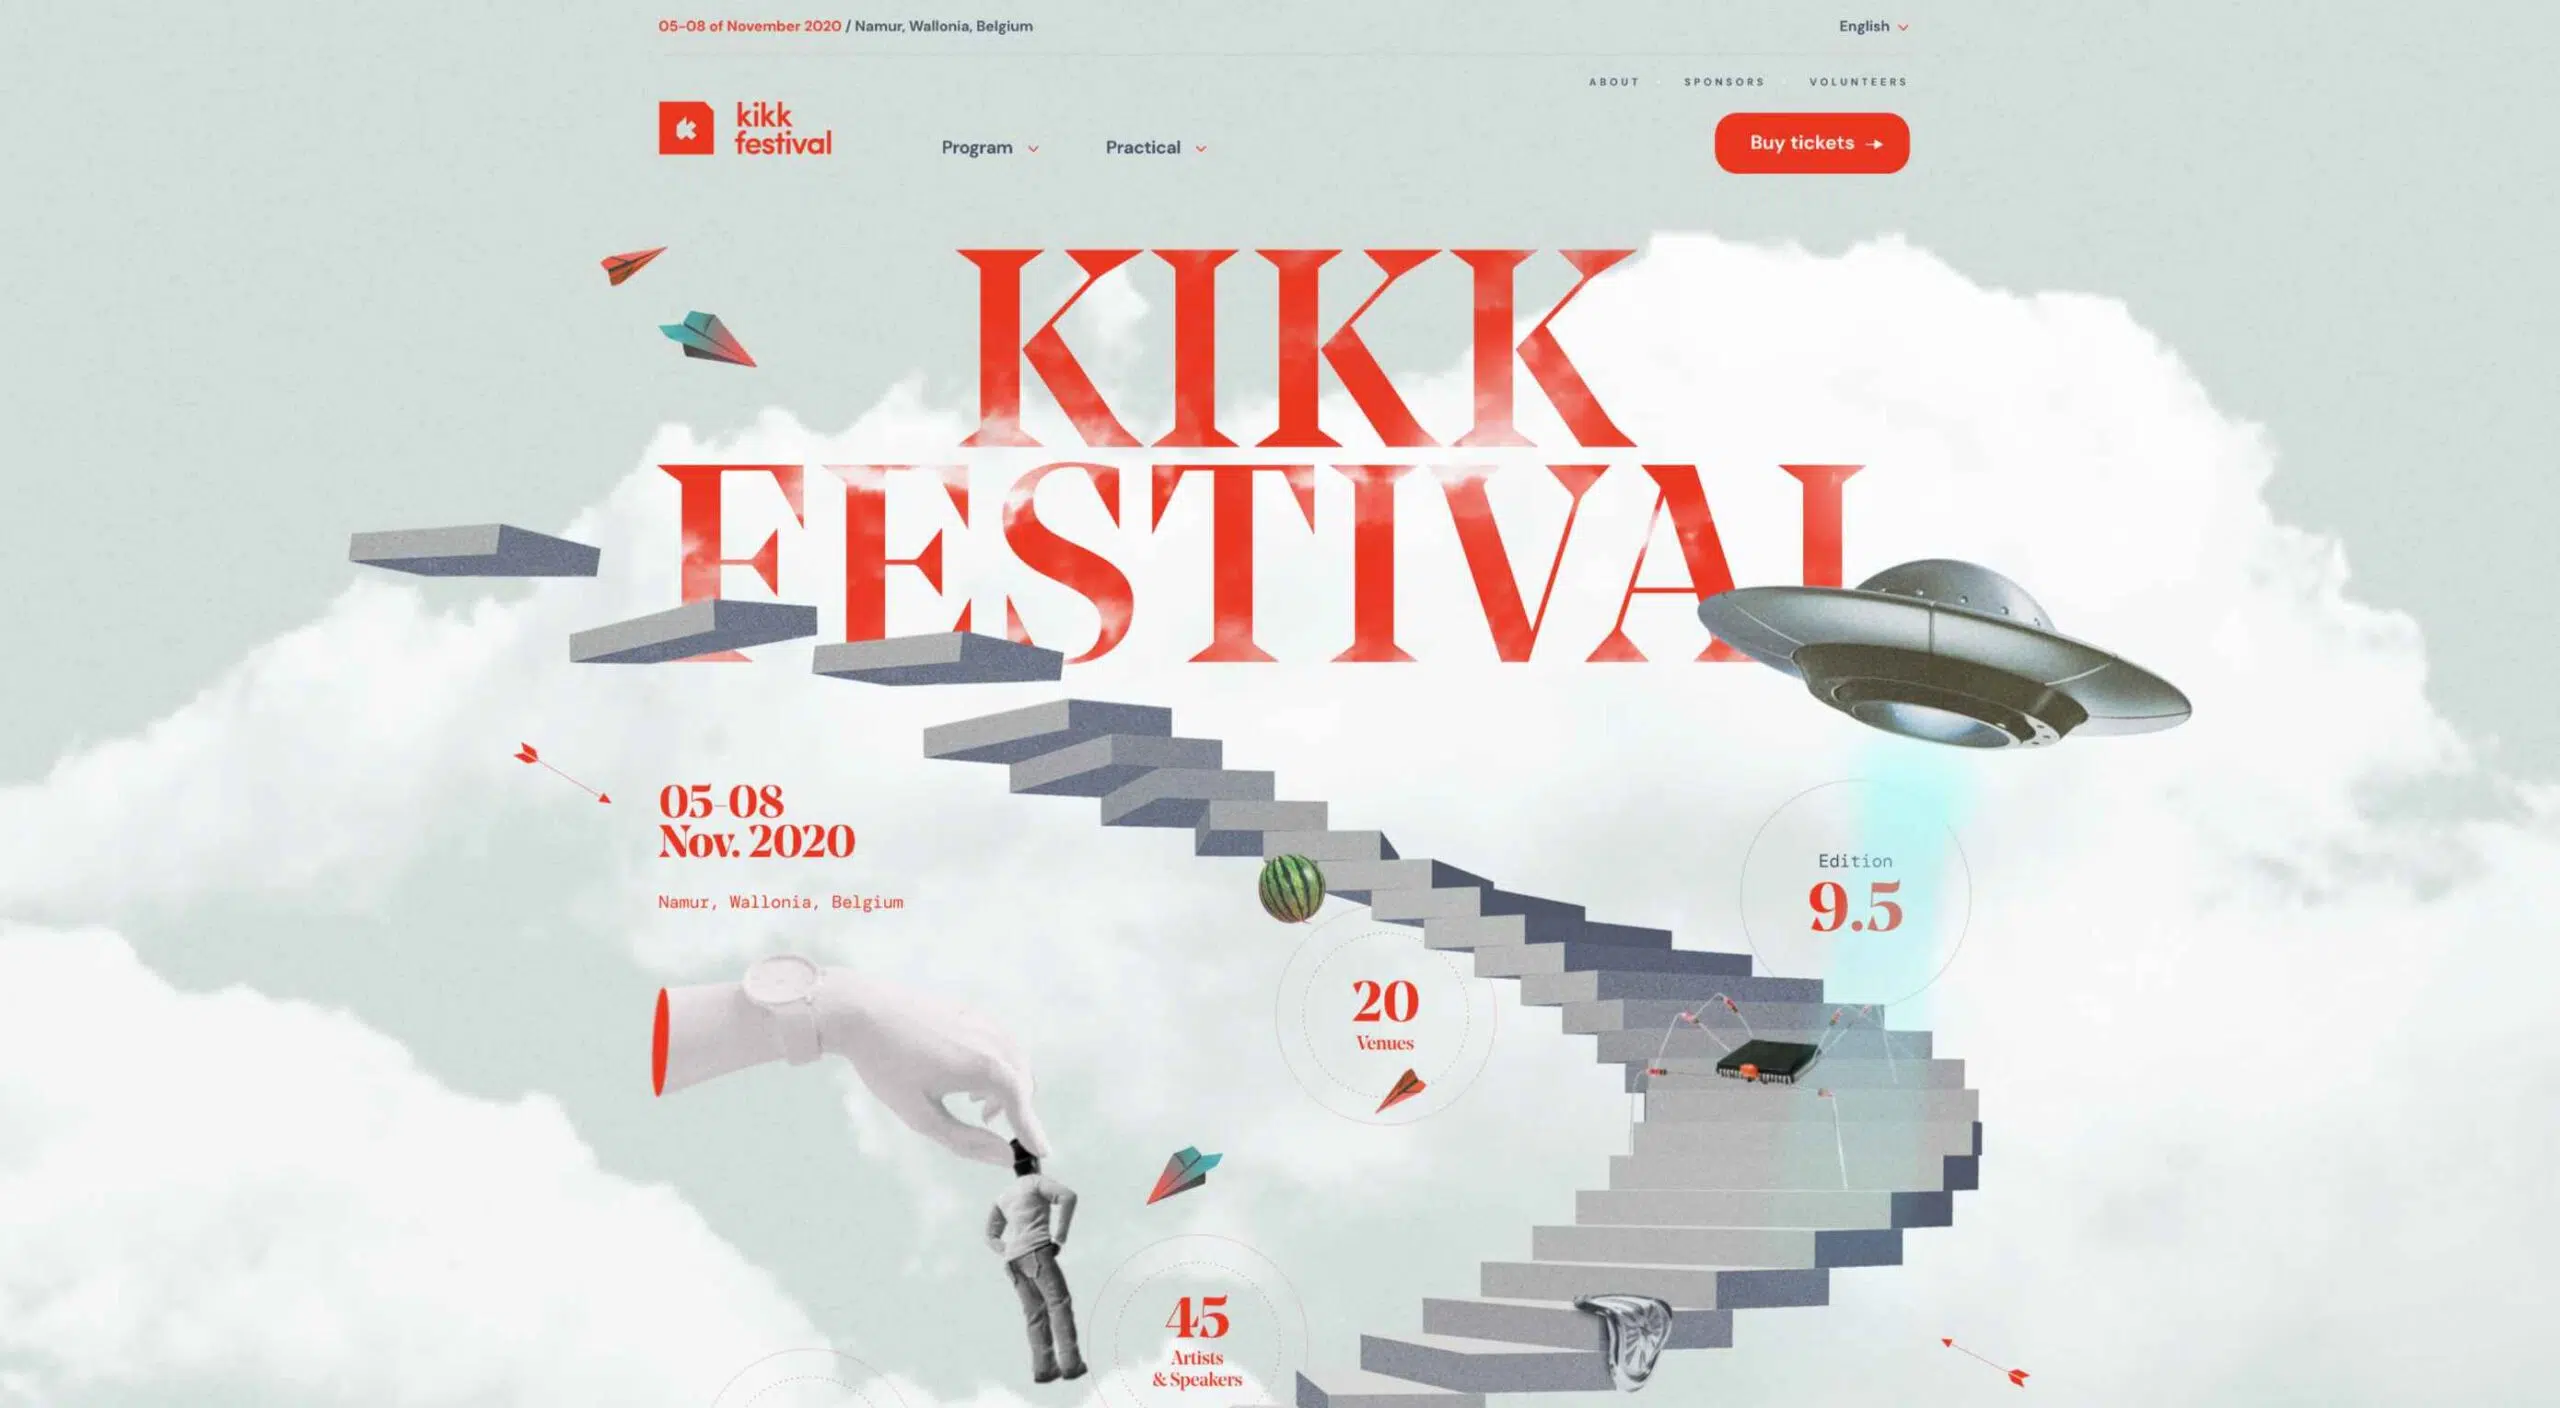 05-08 of November 2020 / Namur, Wallonia, Belgium
English
ABOUT
SPONSORS
VOLUNTEERS
kikk
festival
Program
Practical
Buy tickets →
KIKK
FESTIVAL
05-08
Nov. 2020
Namur, Wallonia, Belgium
Edition
9.5
20
Venues
45
Artists
& Speakers